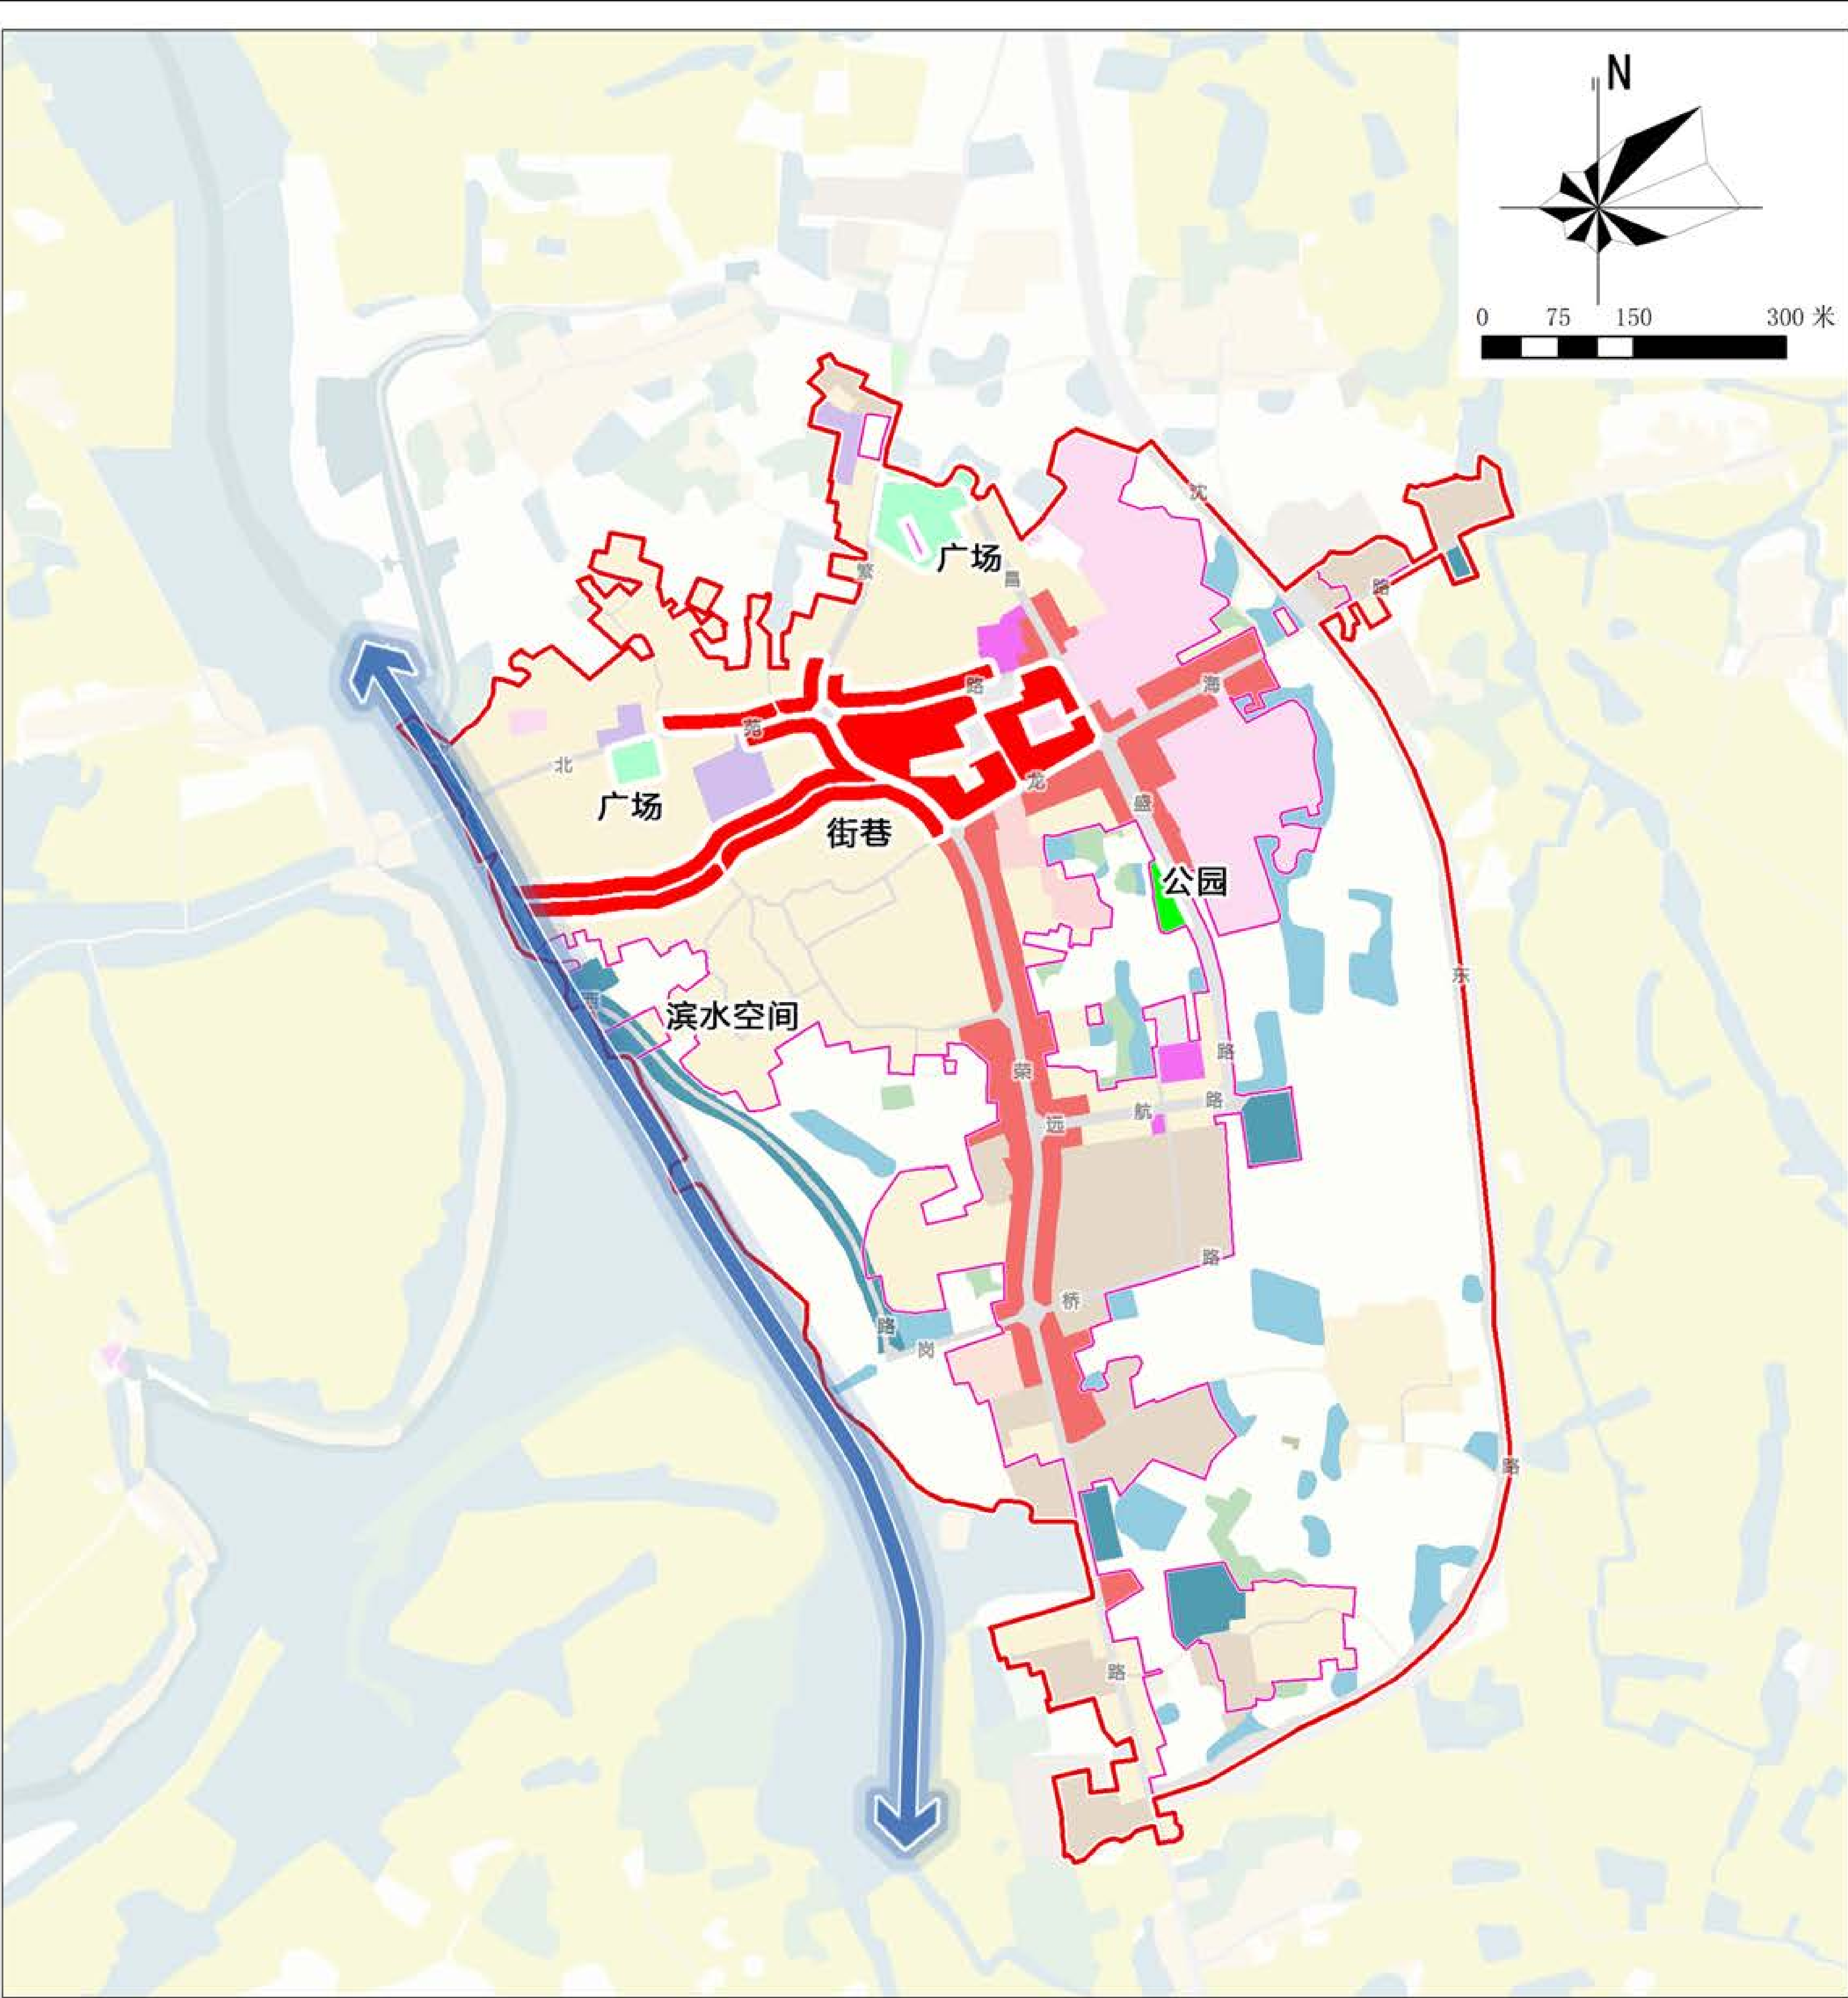 N
0 75 150 300 米
沈
广场
繁
昌
路
海
路
苑
北
龙
广场
盛
街巷
公园
东
西
滨水空间
路
荣
路
航
远
路
桥
路
岗
路
路